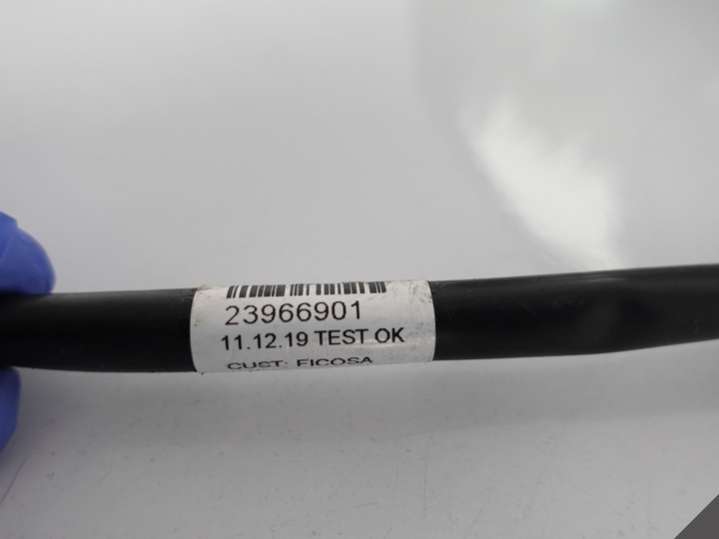 23966901
11.12.19 TEST OK
CUST: FICOSA